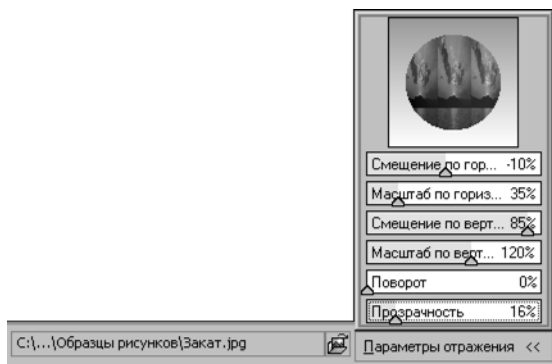 Смещение по гор... -10%
Масштаб по гориз... 35%
Смещение по верт... 85%
Масштаб по верт... 120%
Поворот 0%
Прозрачность 16%
C:\...\Образцы рисунков\Закат.jpg
Параметры отражения <<